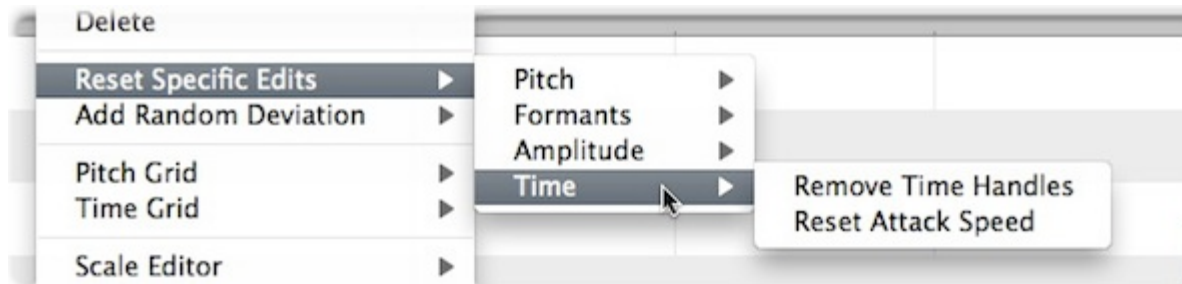 Delete
Reset Specific Edits
Add Random Deviation
Pitch Grid
Time Grid
Scale Editor
Pitch
Formants
Amplitude
Time
Remove Time Handles
Reset Attack Speed